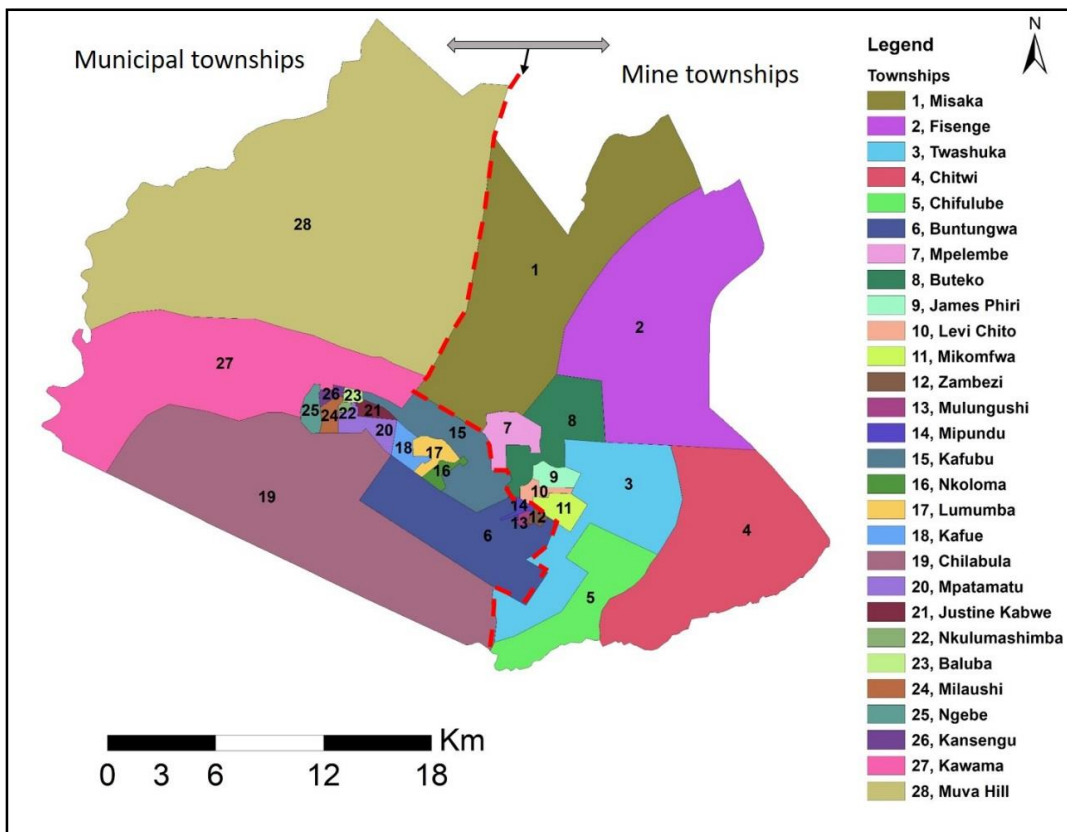 Municipal townships
Mine townships
N
Legend
Townships
1, Misaka
2, Fisenge
3, Twashuka
4, Chitwi
5, Chifulube
6, Buntungwa
7, Mpelembe
8, Buteko
9, James Phiri
10, Levi Chito
11, Mikomfwa
12, Zambezi
13, Mulungushi
14, Mipundu
15, Kafubu
16, Nkoloma
17, Lumumba
18, Kafue
19, Chilabula
20, Mpatamatu
21, Justine Kabwe
22, Nkulumashimba
23, Baluba
24, Milaushi
25, Ngebe
26, Kansengu
27, Kawama
28, Muva Hill
28
1
2
27
26
23
25
24
22
21
20
15
7
8
18
17
16
9
10
3
19
14
11
13
12
6
4
5
Km
0 3 6 12 18